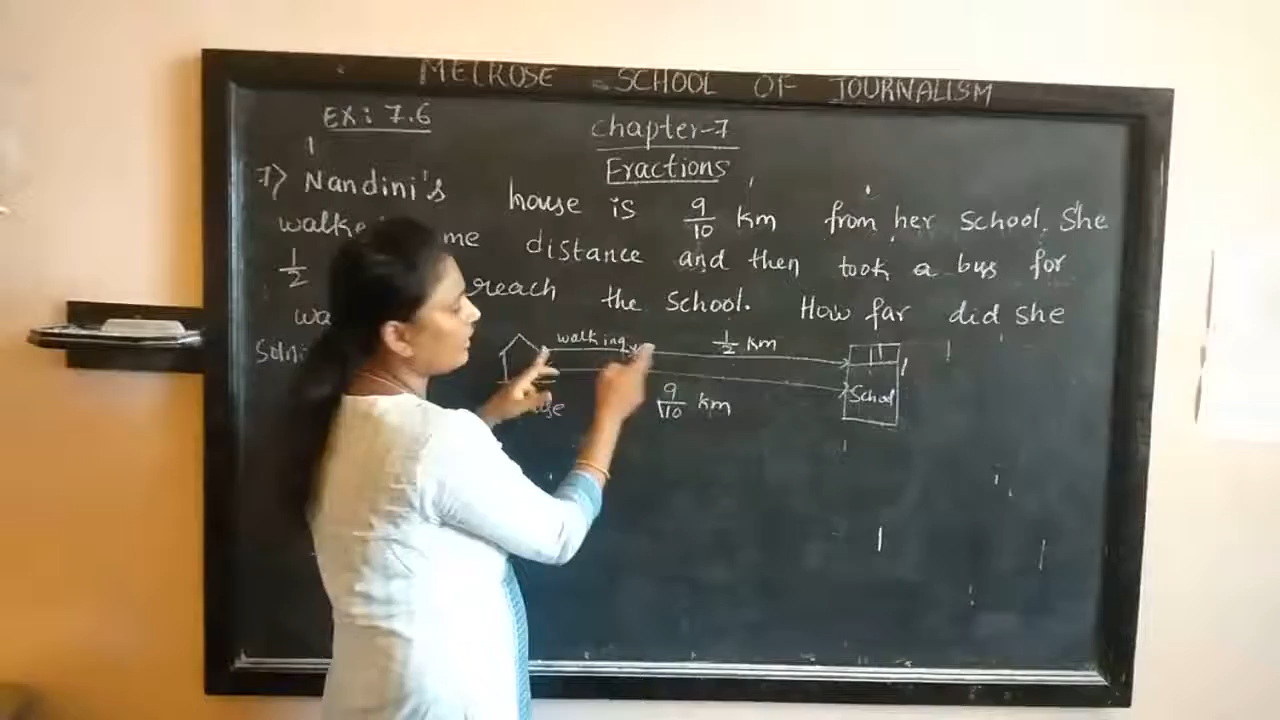 MELROSE SCHOOL OF JOURNALISM
EX: 7.6
Chapter-7
Fractions
7) Nandini's house is 9/10 km from her School. She
distance and then took a bus for
1/2 reach the School. How far did she
walking 1/2 km
School
9/10 km